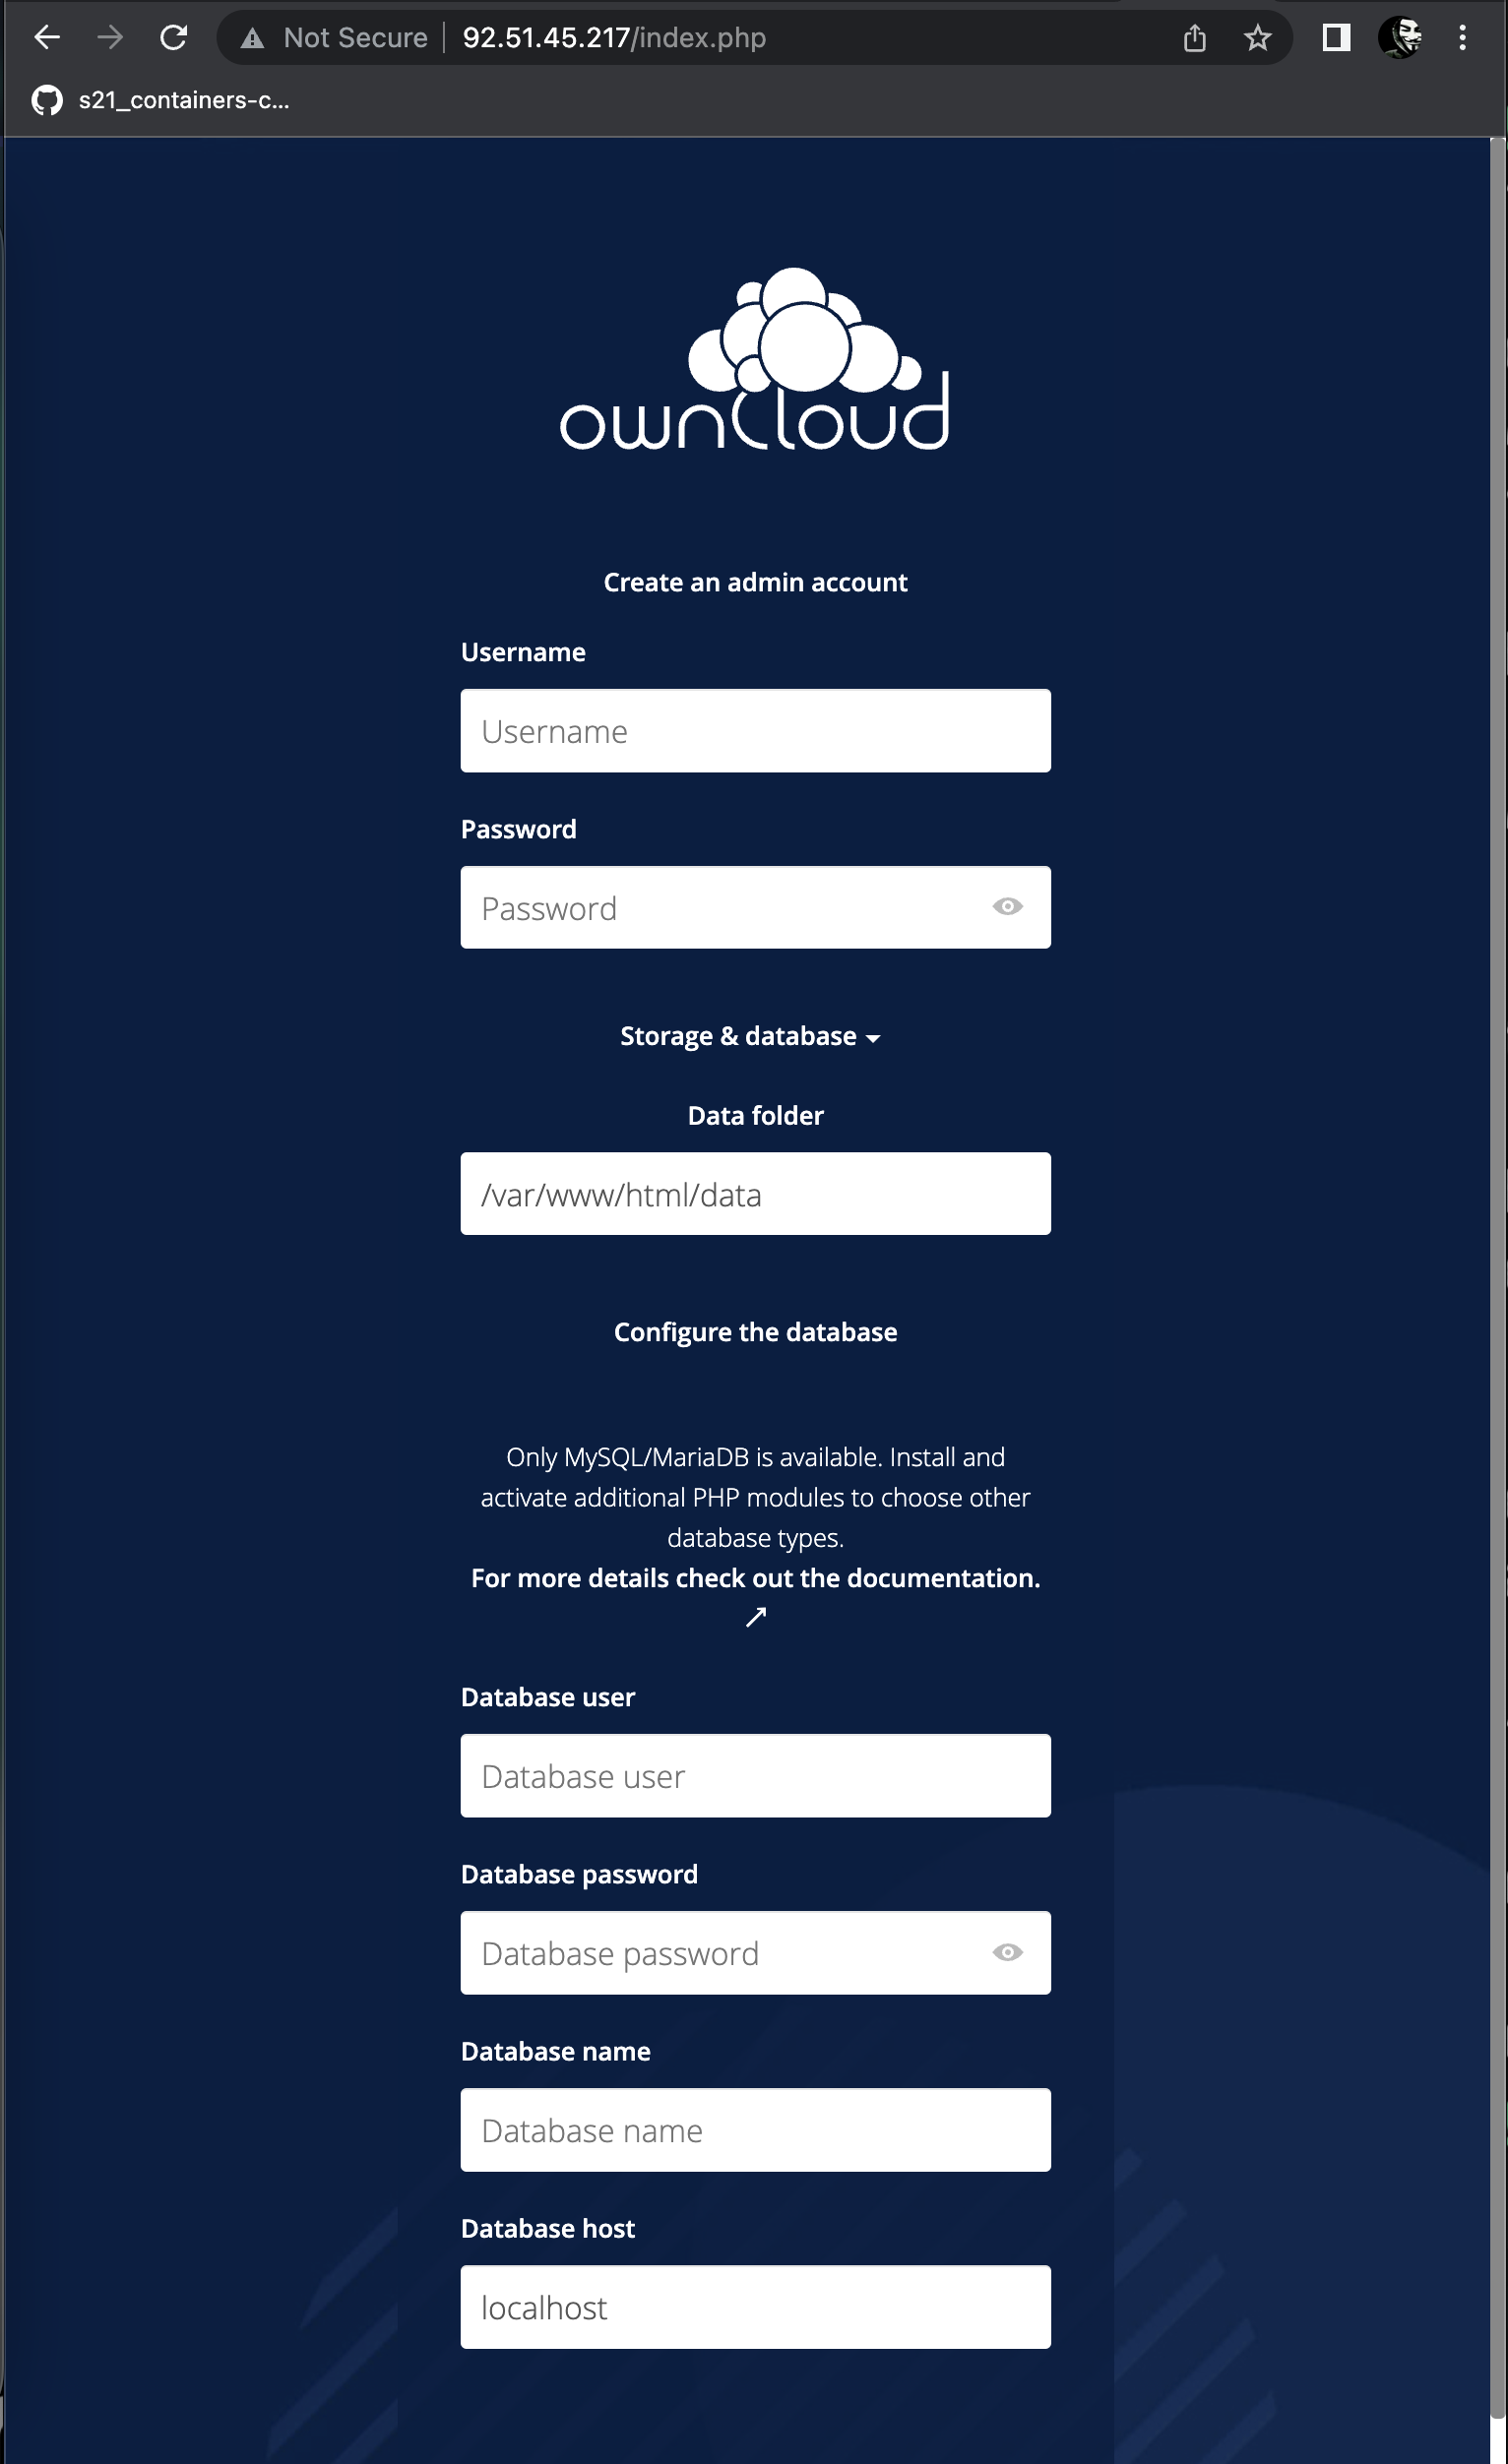 Not Secure 92.51.45.217/index.php
s21_containers-c...
ownCloud
Create an admin account
Username
Username
Password
Password
Storage & database
Data folder
/var/www/html/data
Configure the database
Only MySQL/MariaDB is available. Install and
activate additional PHP modules to choose other
database types.
For more details check out the documentation.
Database user
Database user
Database password
Database password
Database name
Database name
Database host
localhost